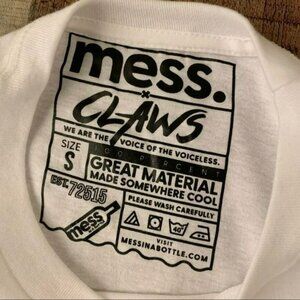 mess.
×
CLAWS
WE ARE THE VOICE OF THE VOICELESS.
SIZE
S
100 PERCENT
GREAT MATERIAL
MADE SOMEWHERE COOL
EST. 72515
PLEASE WASH CAREFULLY
mess
40
VISIT
MESSINABOTTLE.COM